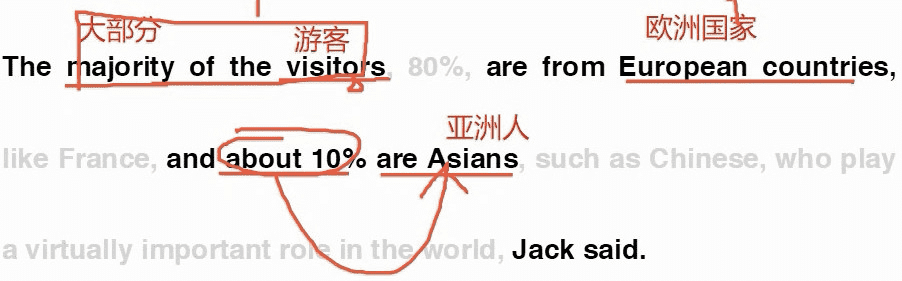 大部分 游客 欧洲国家
The majority of the visitors, 80%, are from European countries,
亚洲人
like France, and about 10% are Asians, such as Chinese, who play
a virtually important role in the world, Jack said.